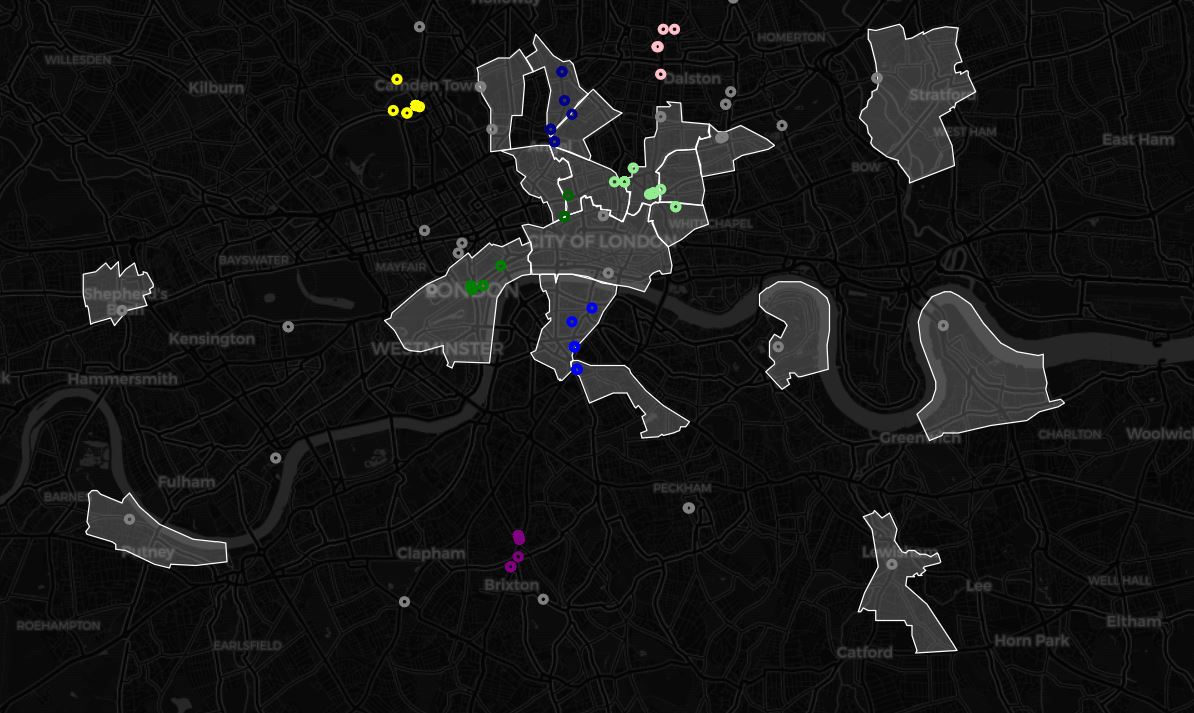 Holloway
HOMERTON
WILLESDEN
Kilburn
Camden Town
Dalston
Stratford
WEST HAM
East Ham
BOW
WHITECHAPEL
CITY OF LONDON
BAYSWATER
MAYFAIR
LONDON
Shepherd's
Kensington
WESTMINSTER
Hammersmith
Greenwich
CHARLTON
Woolwich
Fulham
BARNES
PECKHAM
Putney
Clapham
Brixton
Lewisham
Lee
WELL HALL
ROEHAMPTON
EARLSFIELD
Catford
Horn Park
Eltham